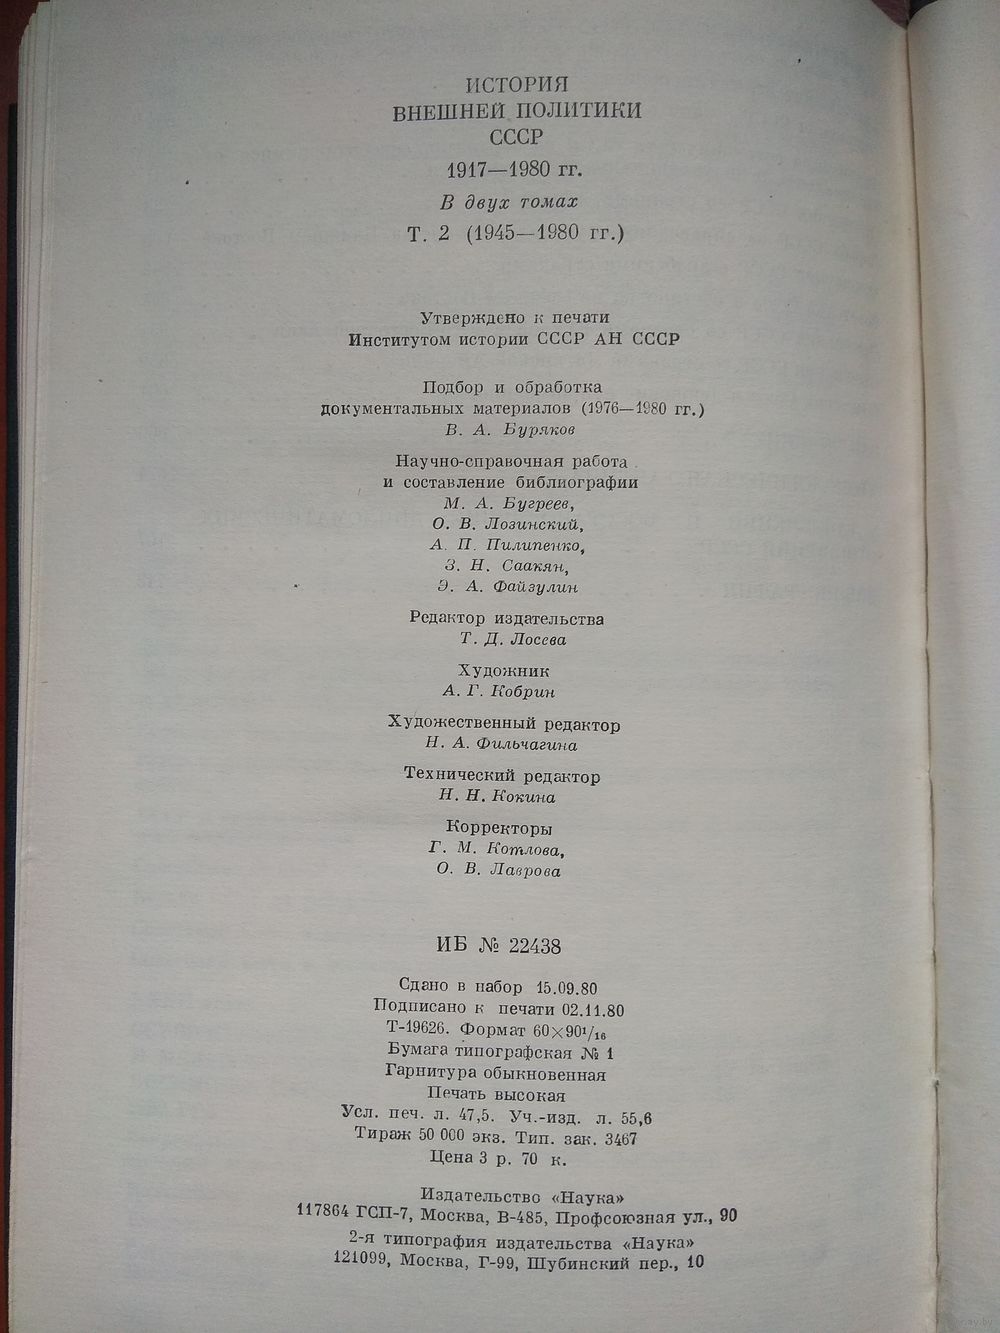 ИСТОРИЯ
ВНЕШНЕЙ ПОЛИТИКИ
СССР
1917—1980 гг.
В двух томах
Т. 2 (1945—1980 гг.)
Утверждено к печати
Институтом истории СССР АН СССР
Подбор и обработка
документальных материалов (1976—1980 гг.)
В. А. Буряков
Научно-справочная работа
и составление библиографии
М. А. Бугреев,
О. В. Лозинский,
А. П. Пилипенко,
З. Н. Саакян,
Э. А. Файзулин
Редактор издательства
Т. Д. Лосева
Художник
А. Г. Кобрин
Художественный редактор
Н. А. Фильчагина
Технический редактор
Н. Н. Кокина
Корректоры
Г. М. Котлова,
О. В. Лаврова
ИБ № 22438
Сдано в набор 15.09.80
Подписано к печати 02.11.80
Т-19626. Формат 60×90¹/₁₆
Бумага типографская № 1
Гарнитура обыкновенная
Печать высокая
Усл. печ. л. 47,5. Уч.-изд. л. 55,6
Тираж 50 000 экз. Тип. зак. 3467
Цена 3 р. 70 к.
Издательство «Наука»
117864 ГСП-7, Москва, В-485, Профсоюзная ул., 90
2-я типография издательства «Наука»
121099, Москва, Г-99, Шубинский пер., 10